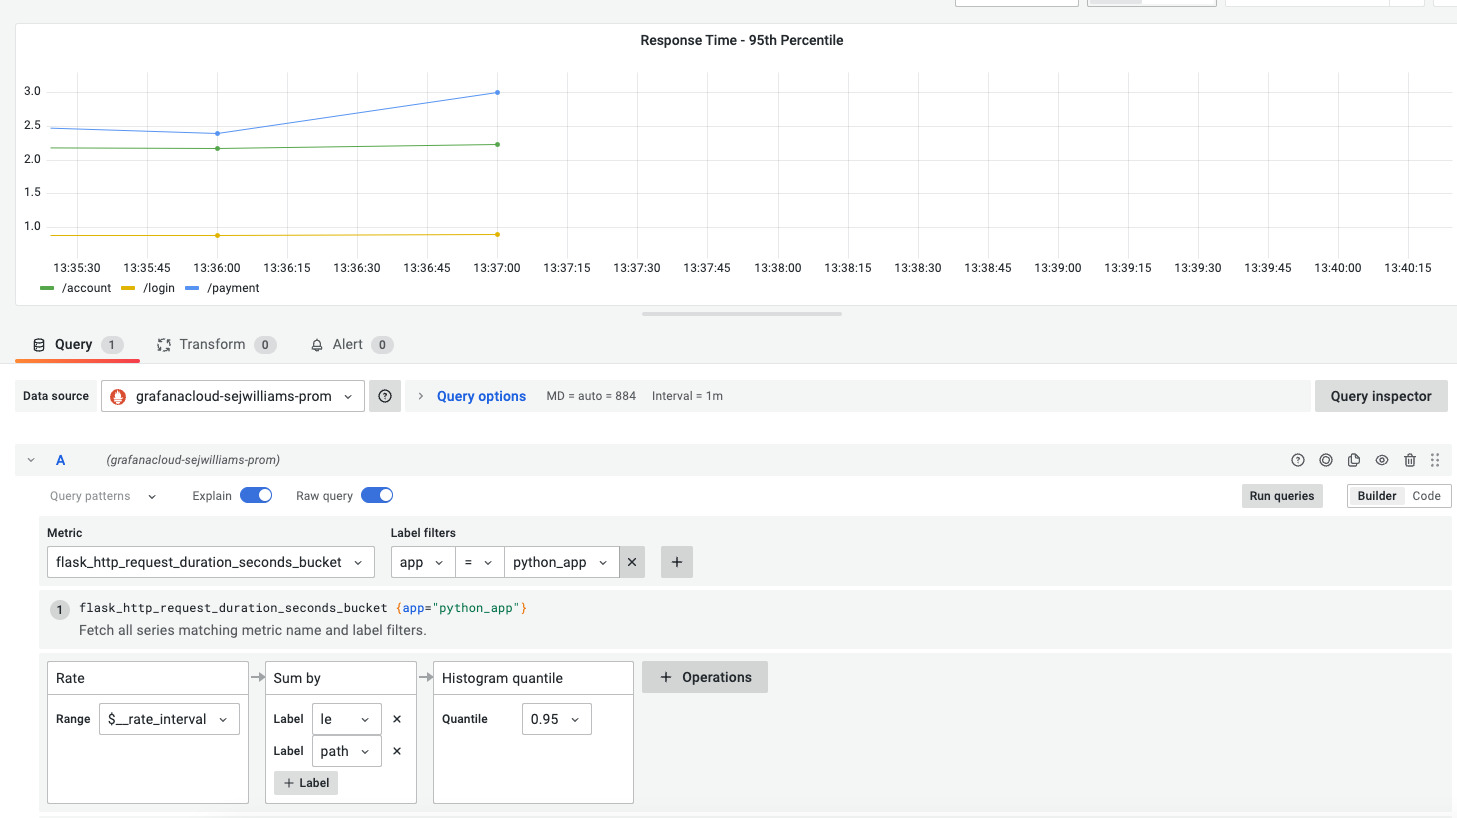 Response Time - 95th Percentile
3.0
2.5
2.0
1.5
1.0
13:35:30 13:35:45 13:36:00 13:36:15 13:36:30 13:36:45 13:37:00 13:37:15 13:37:30 13:37:45 13:38:00 13:38:15 13:38:30 13:38:45 13:39:00 13:39:15 13:39:30 13:39:45 13:40:00 13:40:15
/account /login /payment
Query 1 Transform 0 Alert 0
Data source grafanacloud-sejwilliams-prom Query options MD = auto = 884 Interval = 1m Query inspector
A (grafanacloud-sejwilliams-prom)
Query patterns Explain Raw query Run queries Builder Code
Metric Label filters
flask_http_request_duration_seconds_bucket app = python_app
1 flask_http_request_duration_seconds_bucket {app="python_app"}
Fetch all series matching metric name and label filters.
Rate Sum by Histogram quantile + Operations
Range $__rate_interval Label le Quantile 0.95
Label path
+ Label